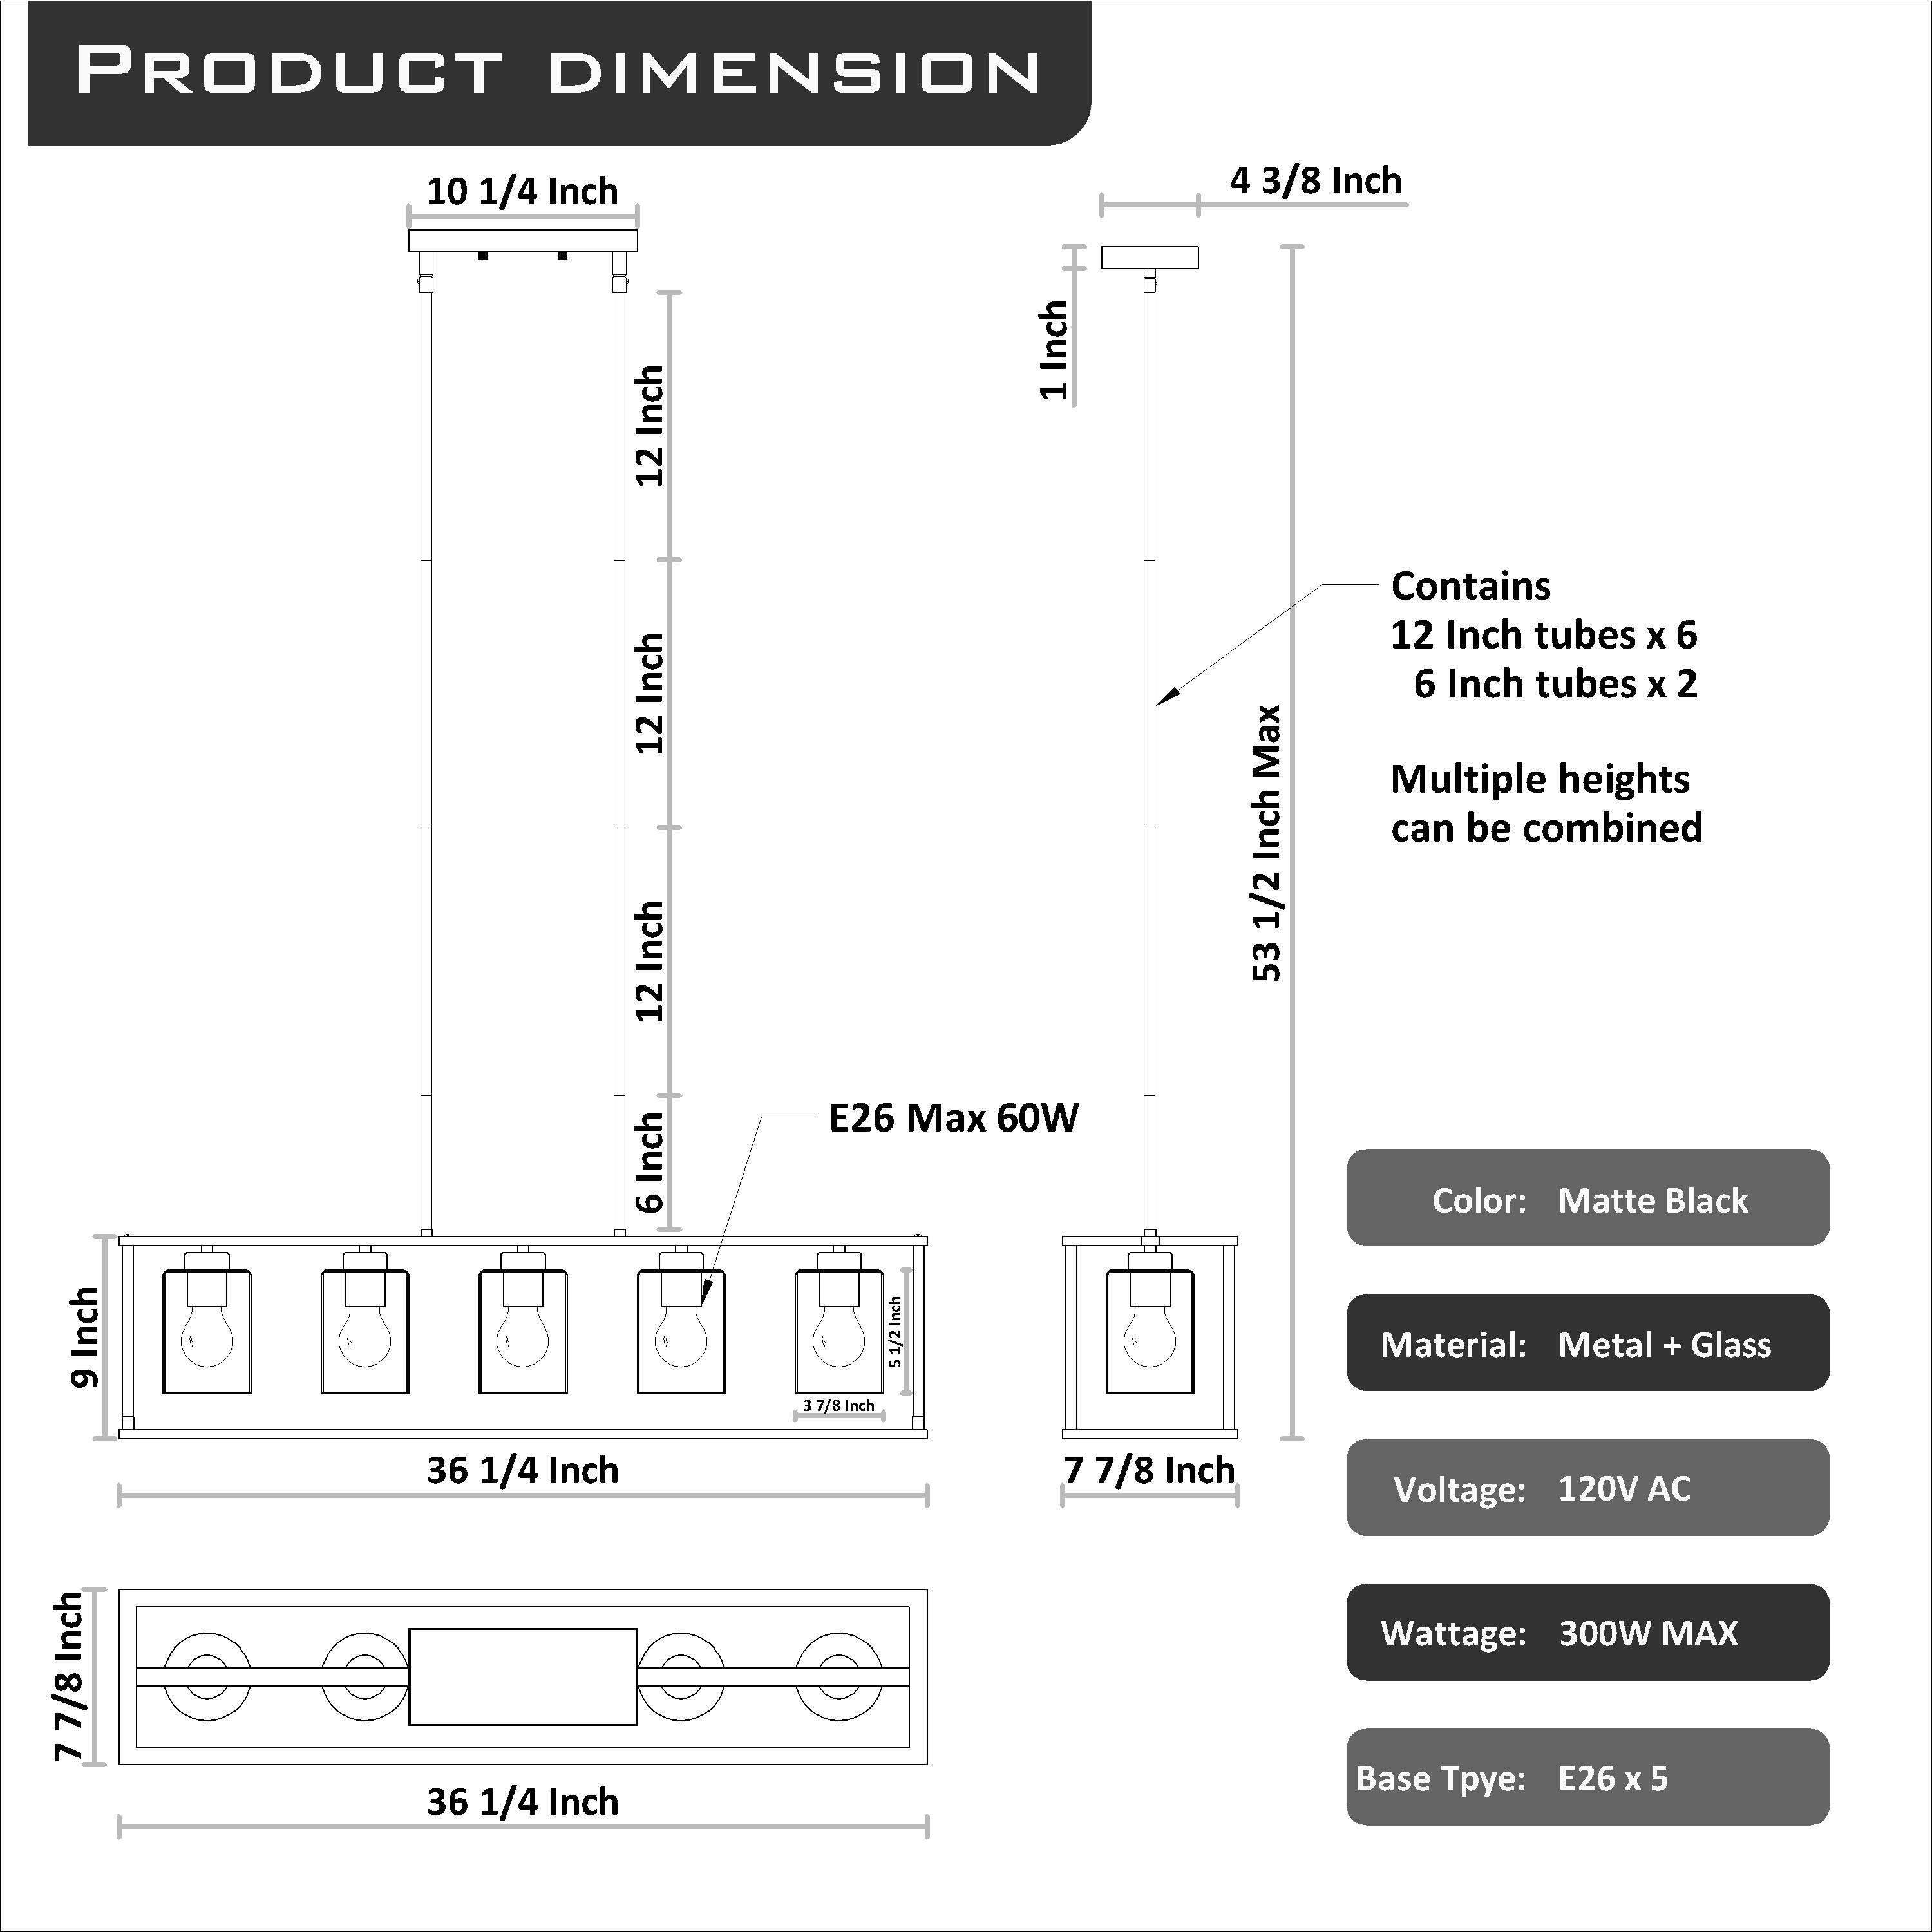 PRODUCT DIMENSION
10 1/4 Inch
4 3/8 Inch
1 Inch
12 Inch
12 Inch
12 Inch
6 Inch
Contains
12 Inch tubes x 6
6 Inch tubes x 2
Multiple heights
can be combined
53 1/2 Inch Max
E26 Max 60W
9 Inch
5 1/2 Inch
3 7/8 Inch
36 1/4 Inch
7 7/8 Inch
7 7/8 Inch
36 1/4 Inch
Color: Matte Black
Material: Metal + Glass
Voltage: 120V AC
Wattage: 300W MAX
Base Tpye: E26 x 5